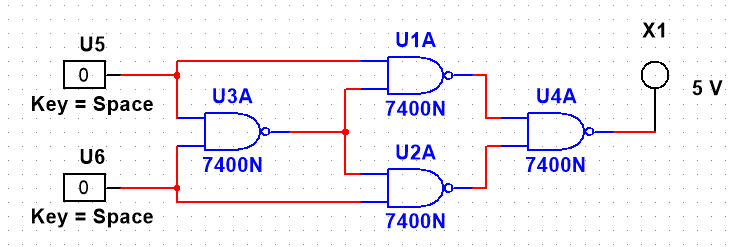 U5
0
Key = Space
U6
0
Key = Space
U3A
7400N
U1A
7400N
U2A
7400N
U4A
7400N
X1
5 V